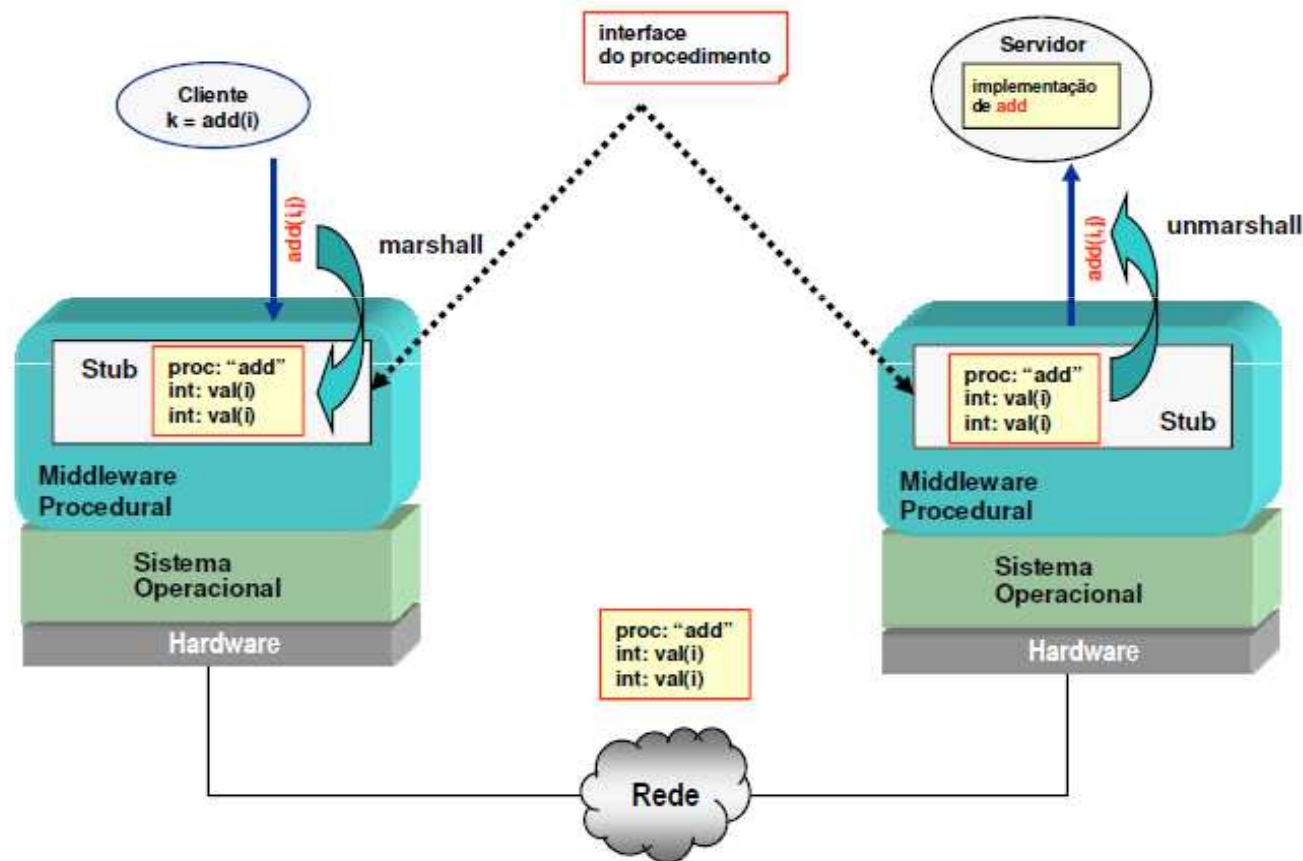 interface
do procedimento
Servidor
implementação
de add
Cliente
k = add(i)
add(i,j)
marshall
add(i,j)
unmarshall
Stub
proc: “add”
int: val(i)
int: val(i)
proc: “add”
int: val(i)
int: val(i)
Stub
Middleware
Procedural
Middleware
Procedural
Sistema
Operacional
Sistema
Operacional
Hardware
proc: “add”
int: val(i)
int: val(i)
Hardware
Rede